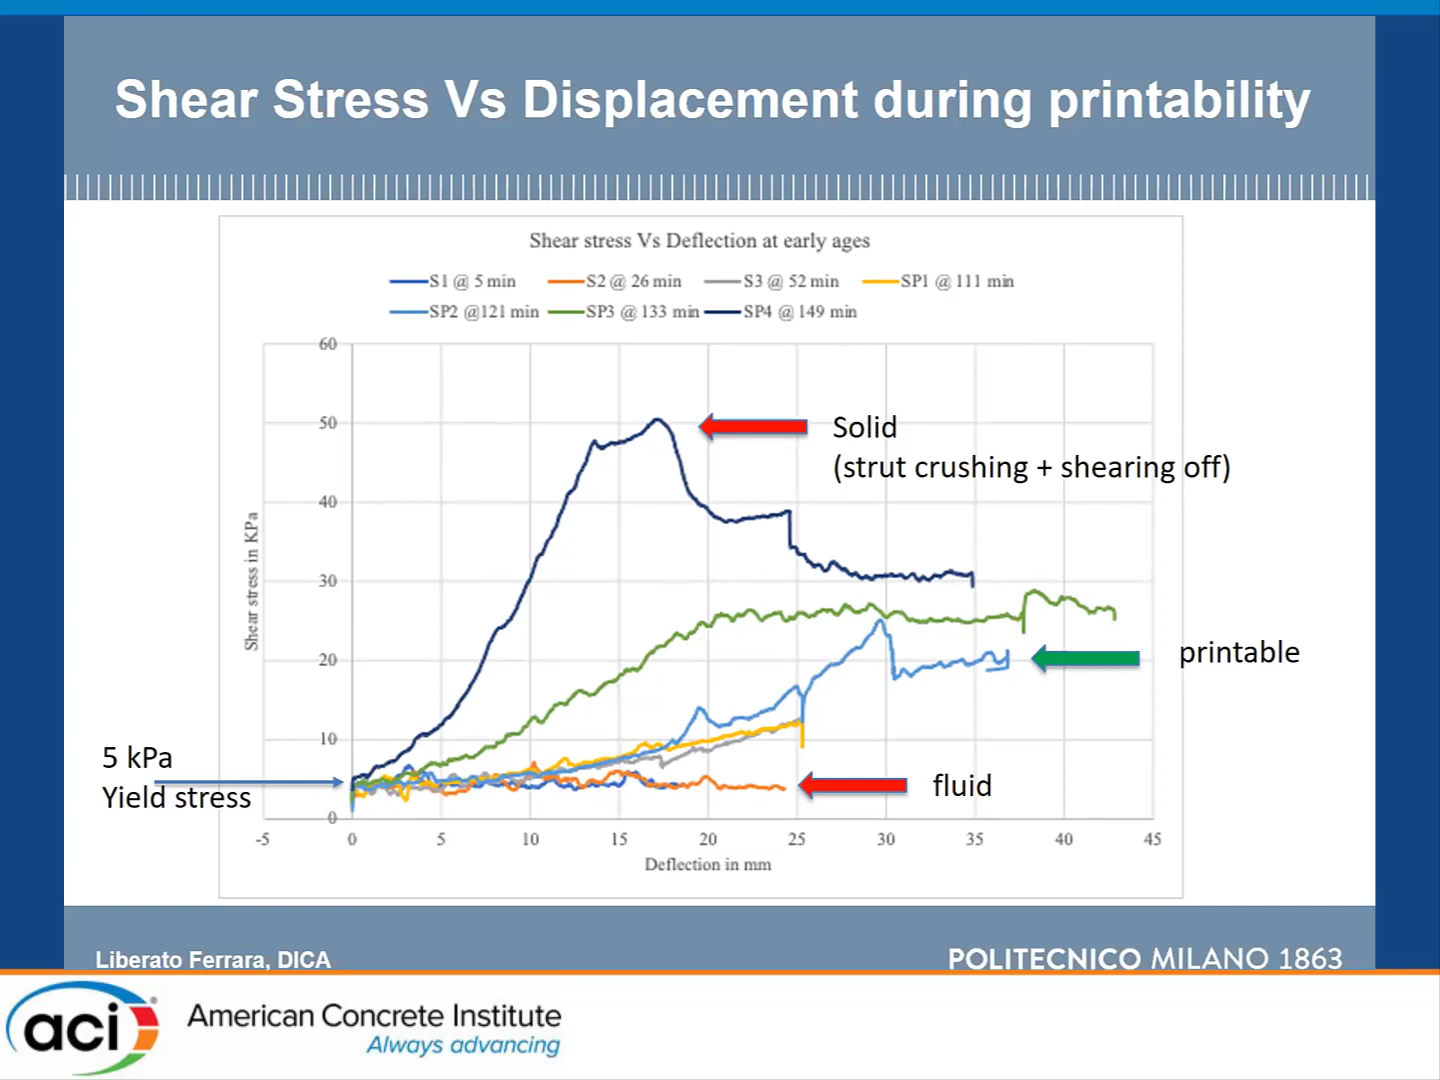 Shear Stress Vs Displacement during printability
Shear stress Vs Deflection at early ages
S1 @ 5 min S2 @ 26 min S3 @ 52 min SP1 @ 111 min
SP2 @121 min SP3 @ 133 min SP4 @ 149 min
60
50
40
30
20
10
0
Shear stress in KPa
-5 0 5 10 15 20 25 30 35 40 45
Deflection in mm
Solid
(strut crushing + shearing off)
printable
5 kPa
Yield stress
fluid
Liberato Ferrara, DICA
POLITECNICO MILANO 1863
aci
®
American Concrete Institute
Always advancing